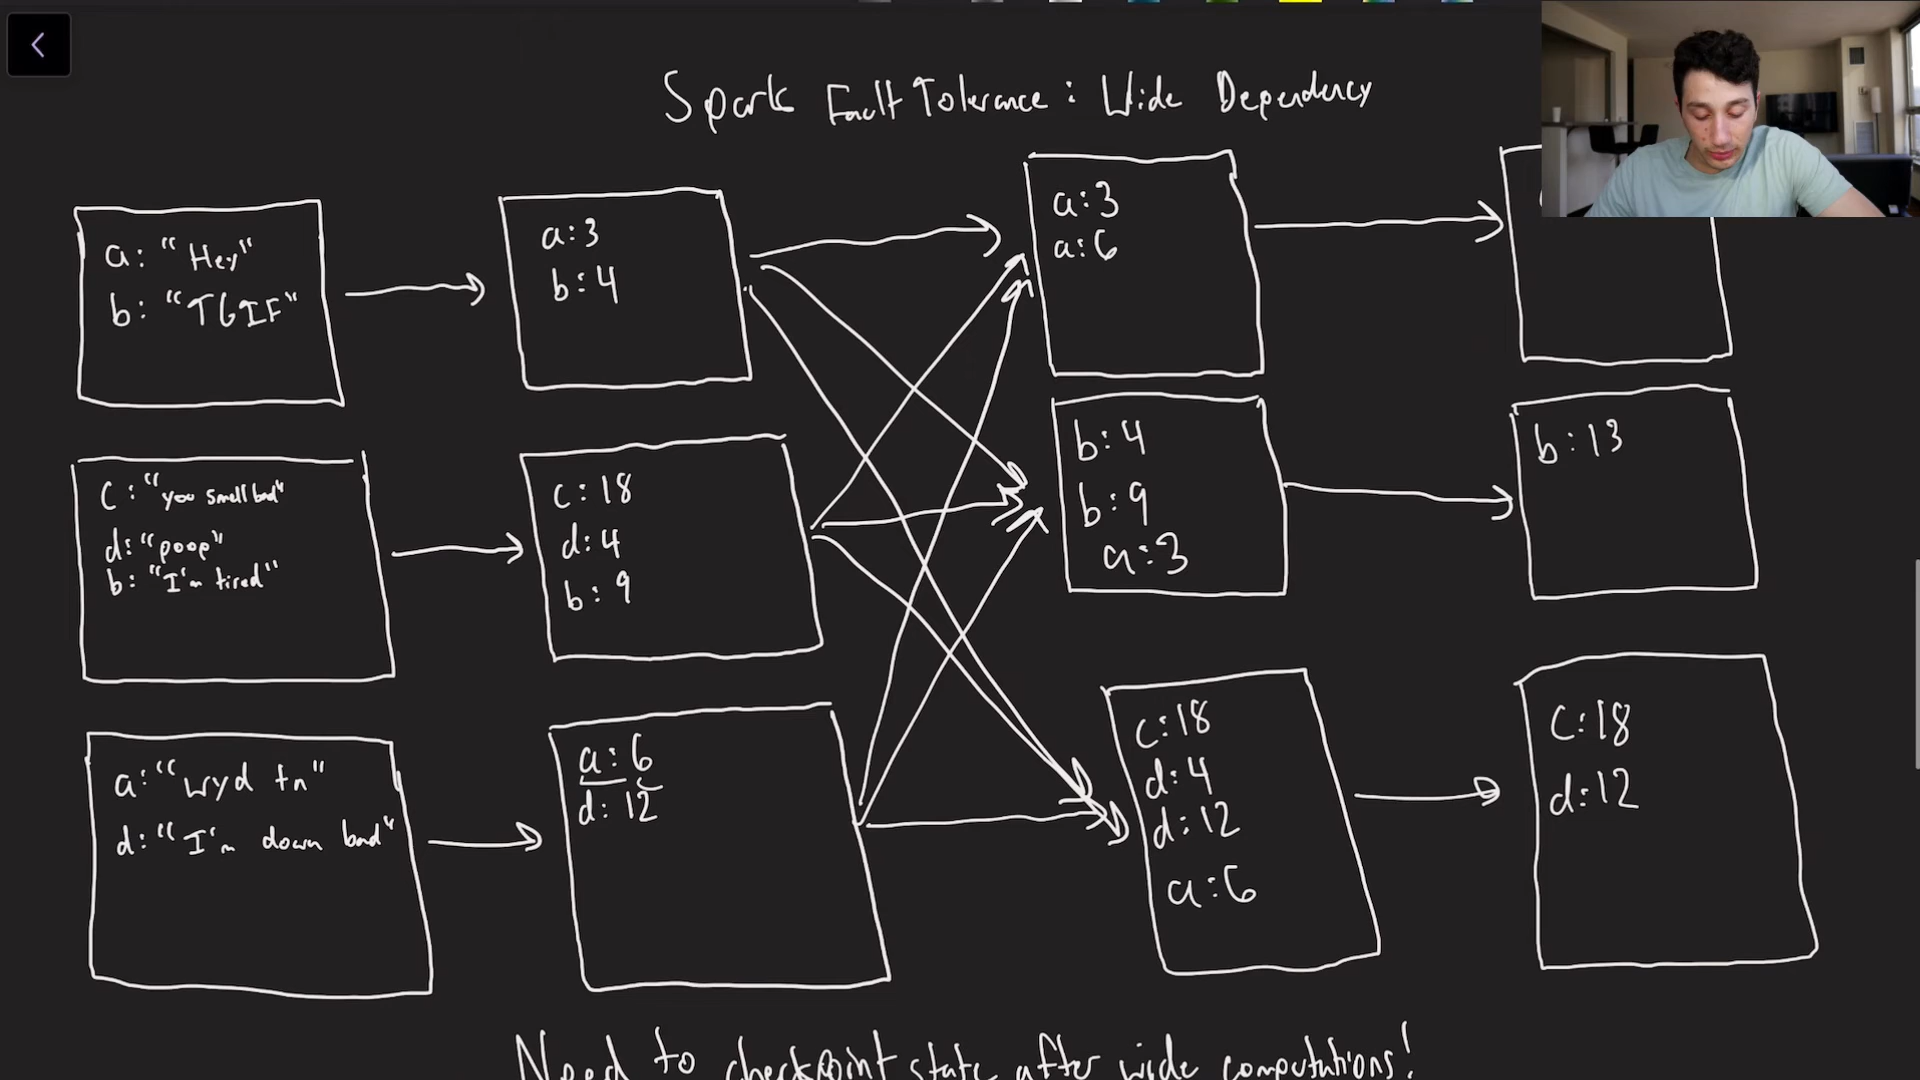 Spark Fault Tolerance: Wide Dependency
a: "Hey"
b: "TGIF"
a:3
b:4
a:3
a:6
c: "you smell bad"
d: "poop"
b: "I'm tired"
c: 18
d:4
b: 9
b:4
b:9
a:3
b:13
a: "wyd tn"
d: "I'm down bad"
a: 6
d: 12
c:18
d:4
d:12
a:6
c:18
d:12
Need to checkpoint state after wide computations!